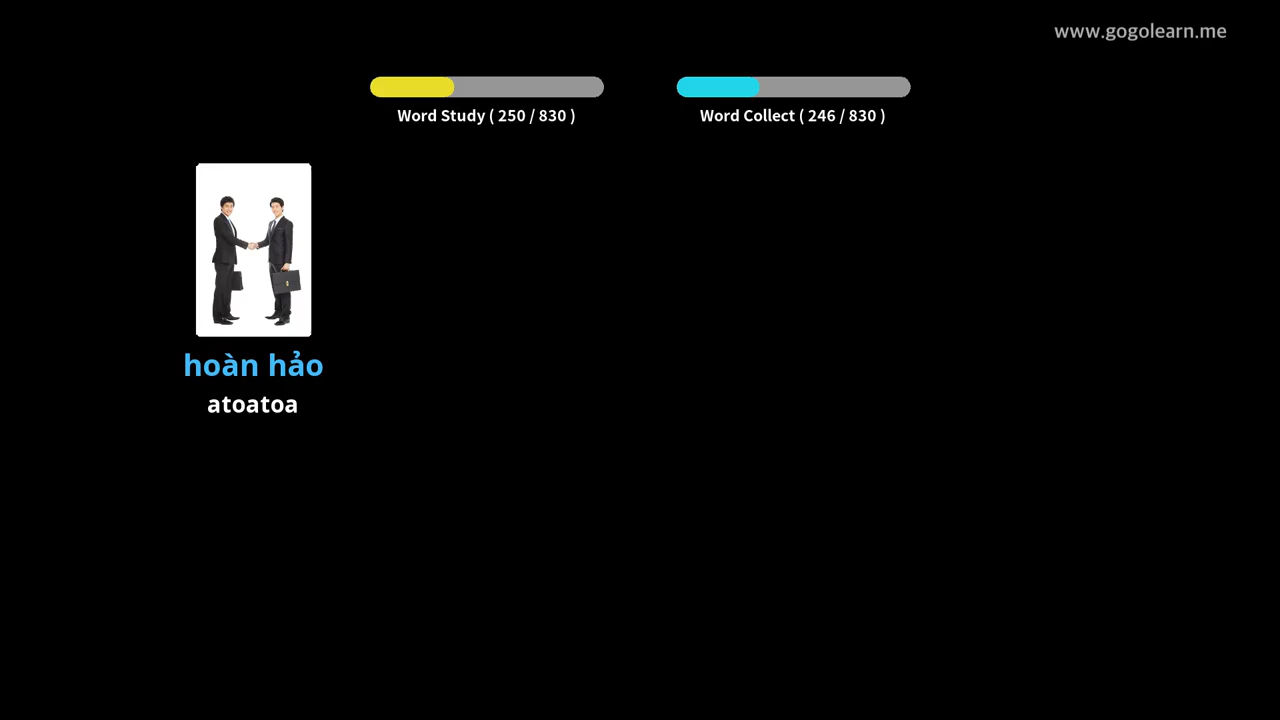 www.gogolearn.me
Word Study ( 250 / 830 )
Word Collect ( 246 / 830 )
hoàn hảo
atoatoa